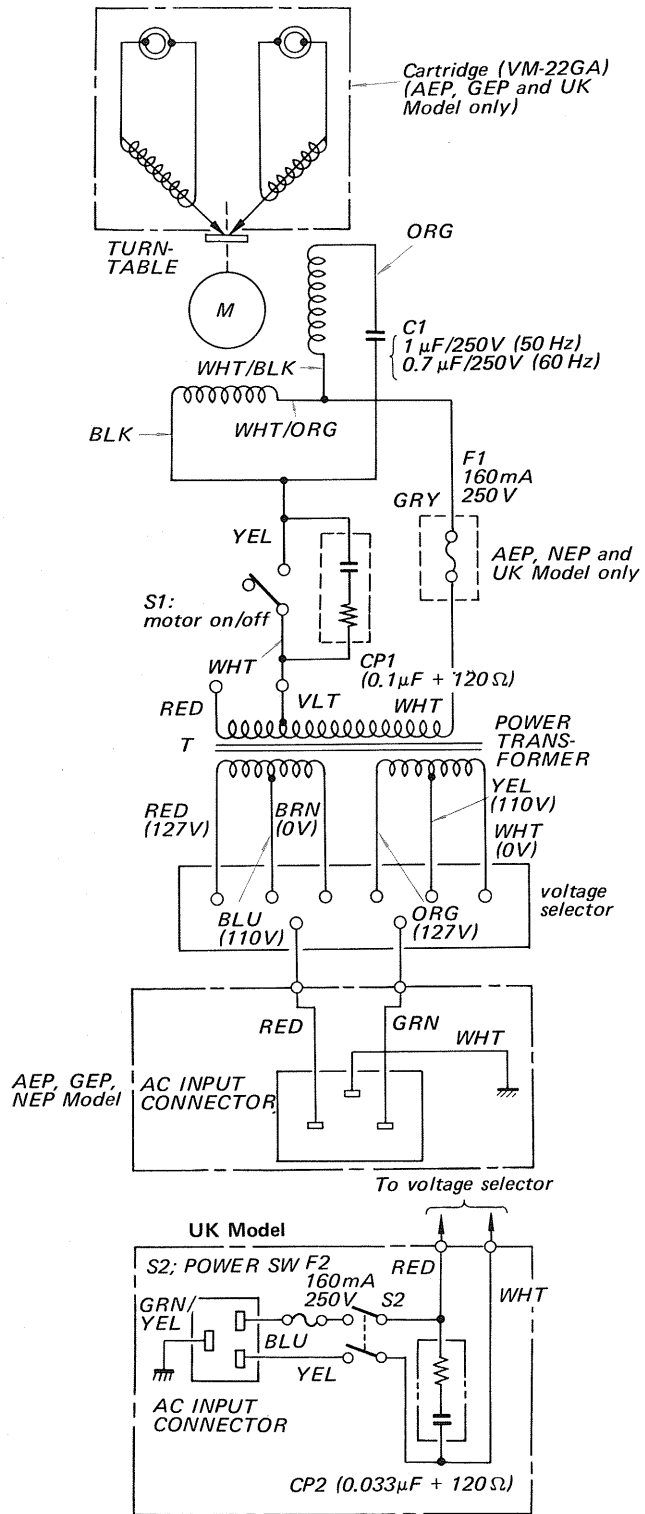 Cartridge (VM-22GA)
(AEP, GEP and UK
Model only)
TURN-
TABLE
M
ORG
C1
1 µF/250V (50 Hz)
0.7 µF/250V (60 Hz)
WHT/BLK
WHT/ORG
BLK
F1
160mA
250V
GRY
YEL
AEP, NEP and
UK Model only
S1:
motor on/off
WHT
CP1
(0.1µF + 120Ω)
RED
VLT
WHT
T
POWER
TRANS-
FORMER
YEL
(110V)
RED
(127V)
BRN
(0V)
WHT
(0V)
voltage
selector
BLU
(110V)
ORG
(127V)
RED
GRN
WHT
AEP, GEP,
NEP Model
AC INPUT
CONNECTOR
To voltage selector
UK Model
S2; POWER SW
F2
160mA
250V
S2
RED
WHT
GRN/
YEL
BLU
YEL
AC INPUT
CONNECTOR
CP2 (0.033µF + 120Ω)